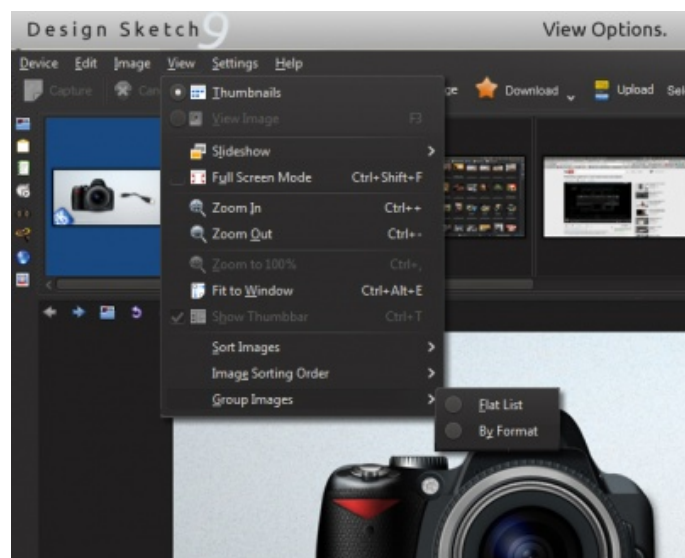 Design Sketch 9
View Options.
Device Edit Image View Settings Help
Capture
Download Upload
Thumbnails
View Image F3
Slideshow
Full Screen Mode Ctrl+Shift+F
Zoom In Ctrl++
Zoom Out Ctrl+-
Zoom to 100% Ctrl+,
Fit to Window Ctrl+Alt+E
Show Thumbbar Ctrl+T
Sort Images
Image Sorting Order
Group Images
Flat List
By Format